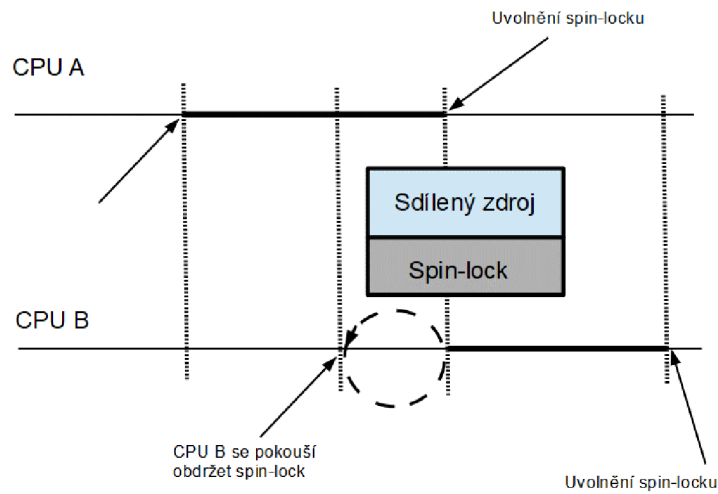 Uvolnění spin-locku
CPU A
Sdílený zdroj
Spin-lock
CPU B
CPU B se pokouší
obdržet spin-lock
Uvolnění spin-locku